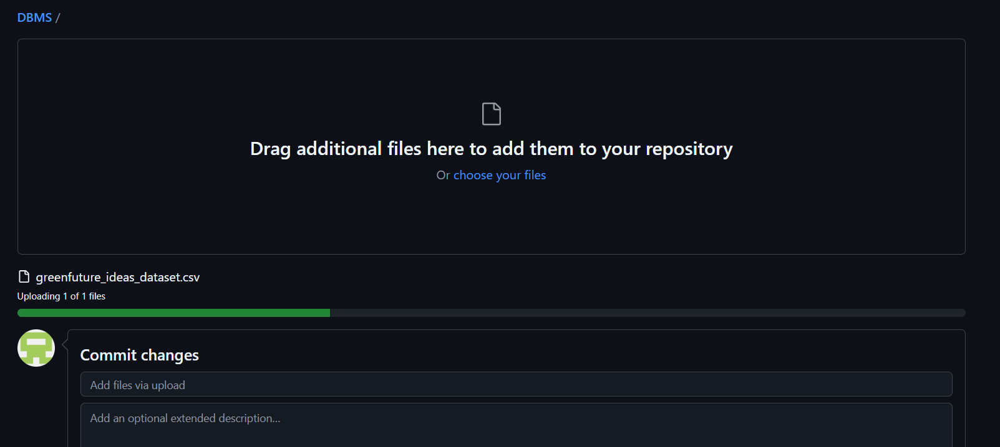 DBMS /
Drag additional files here to add them to your repository
Or choose your files
greenfuture_ideas_dataset.csv
Uploading 1 of 1 files
Commit changes
Add files via upload
Add an optional extended description...